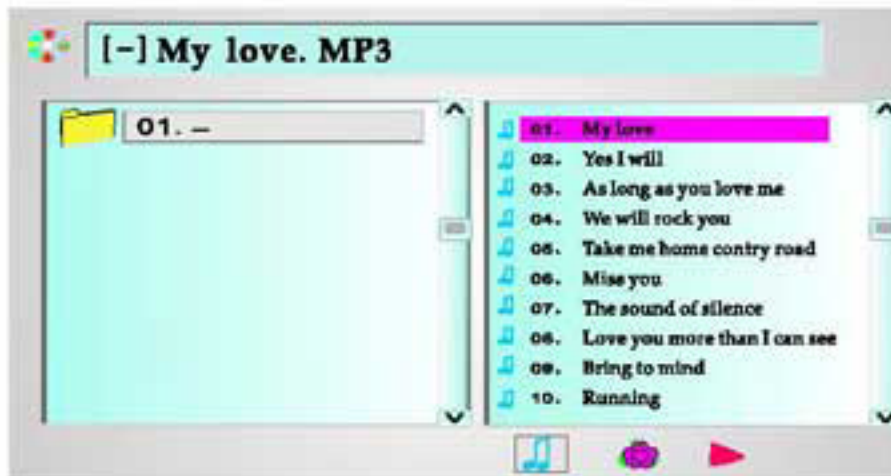 [-] My love. MP3
01. –
01. My love
02. Yes I will
03. As long as you love me
04. We will rock you
05. Take me home contry road
06. Miss you
07. The sound of silence
08. Love you more than I can see
09. Bring to mind
10. Running